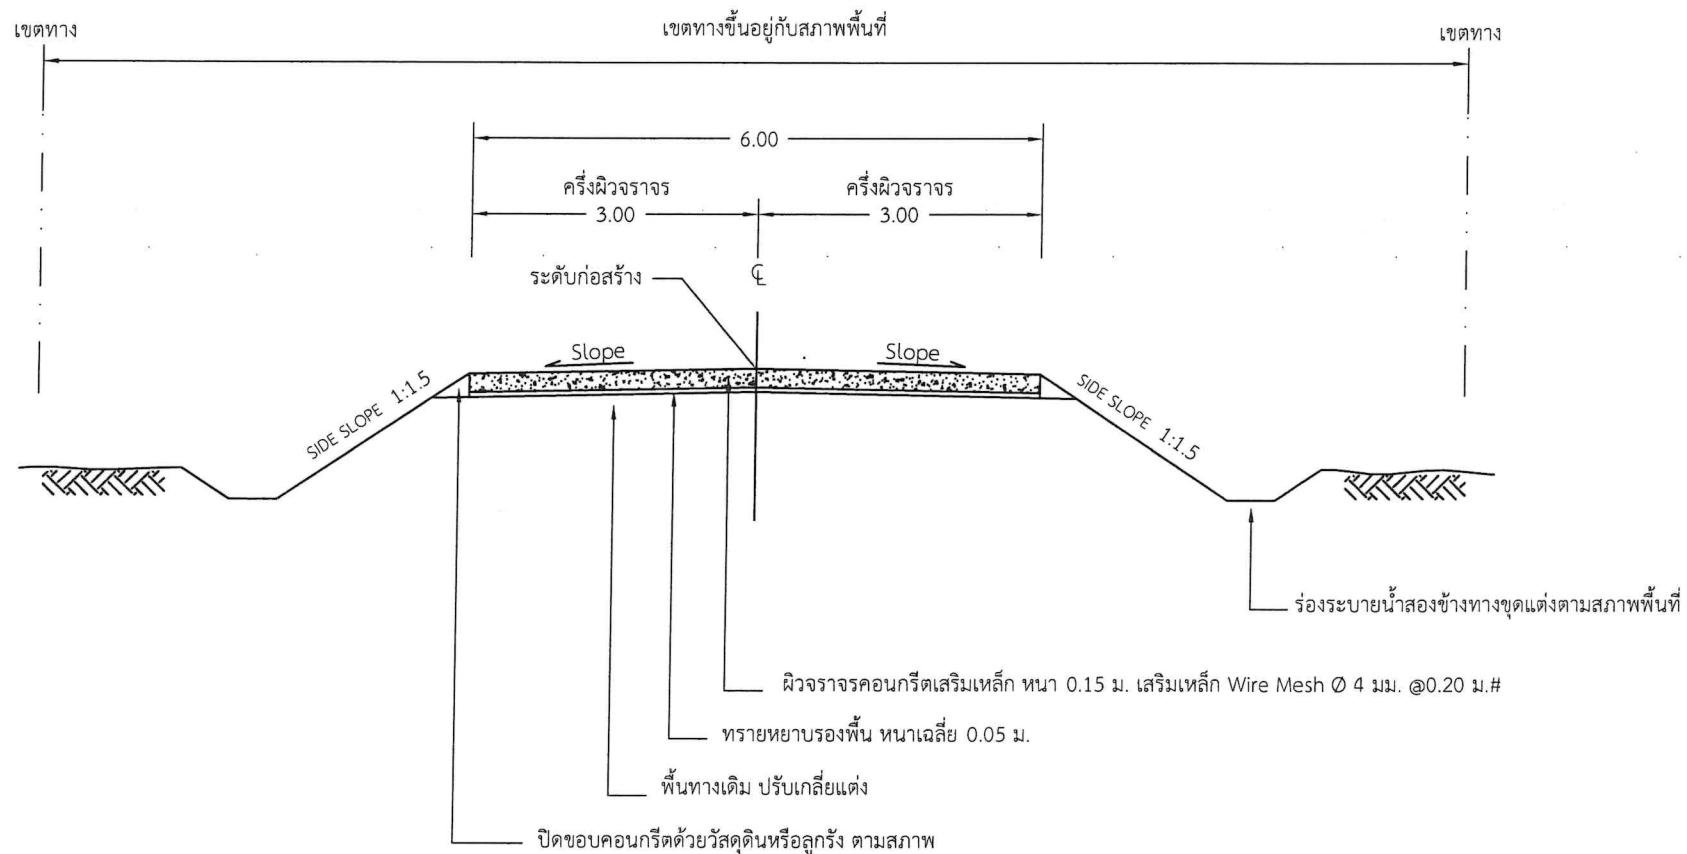 เขตทาง
เขตทางขึ้นอยู่กับสภาพพื้นที่
เขตทาง
6.00
ครึ่งผิวจราจร
ครึ่งผิวจราจร
3.00
3.00
ระดับก่อสร้าง
℄
Slope
Slope
SIDE SLOPE 1:1.5
SIDE SLOPE 1:1.5
ร่องระบายน้ำสองข้างทางขุดแต่งตามสภาพพื้นที่
ผิวจราจรคอนกรีตเสริมเหล็ก หนา 0.15 ม. เสริมเหล็ก Wire Mesh Ø 4 มม. @0.20 ม.#
ทรายหยาบรองพื้น หนาเฉลี่ย 0.05 ม.
พื้นทางเดิม ปรับเกลี่ยแต่ง
ปิดขอบคอนกรีตด้วยวัสดุดินหรือลูกรัง ตามสภาพ